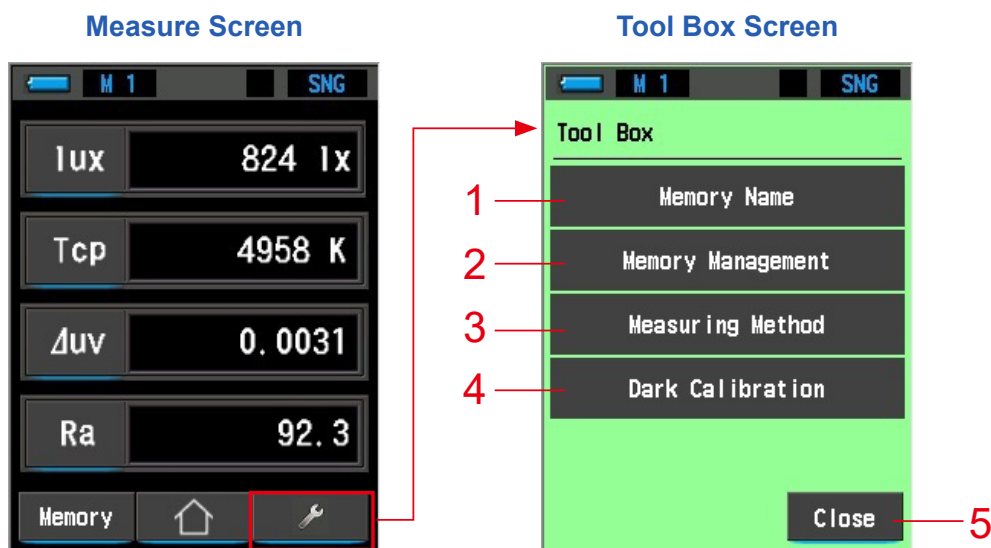 Measure Screen
M 1 SNG
lux 824 lx
Tcp 4958 K
⊿uv 0.0031
Ra 92.3
Memory
Tool Box Screen
M 1 SNG
Tool Box
1 Memory Name
2 Memory Management
3 Measuring Method
4 Dark Calibration
Close 5